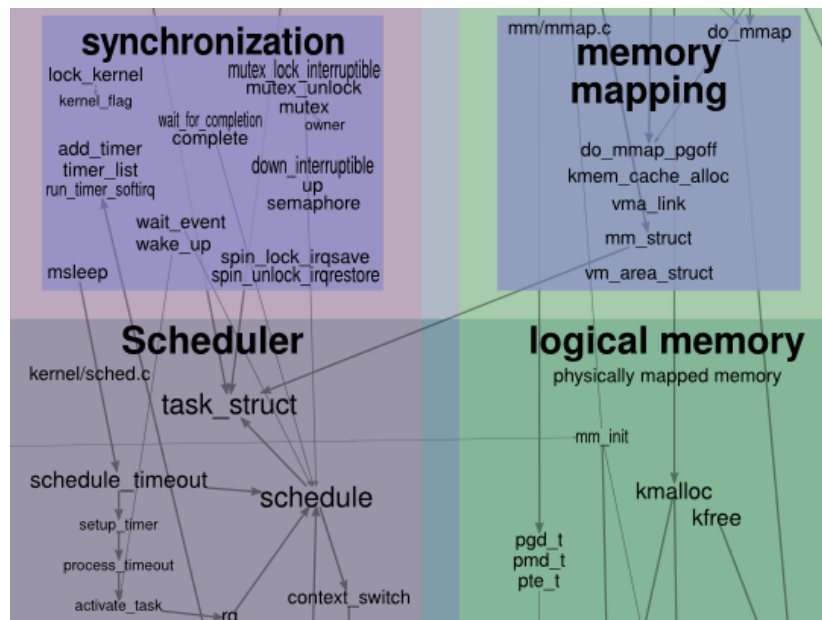 synchronization
lock_kernel
kernel_flag
mutex_lock_interruptible
mutex_unlock
mutex
owner
wait_for_completion
complete
add_timer
timer_list
run_timer_softirq
down_interruptible
up
semaphore
wait_event
wake_up
spin_lock_irqsave
spin_unlock_irqrestore
msleep
mm/mmap.c
do_mmap
memory
mapping
do_mmap_pgoff
kmem_cache_alloc
vma_link
mm_struct
vm_area_struct
Scheduler
kernel/sched.c
task_struct
schedule_timeout
schedule
setup_timer
process_timeout
activate_task
rq
context_switch
logical memory
physically mapped memory
mm_init
kmalloc
kfree
pgd_t
pmd_t
pte_t